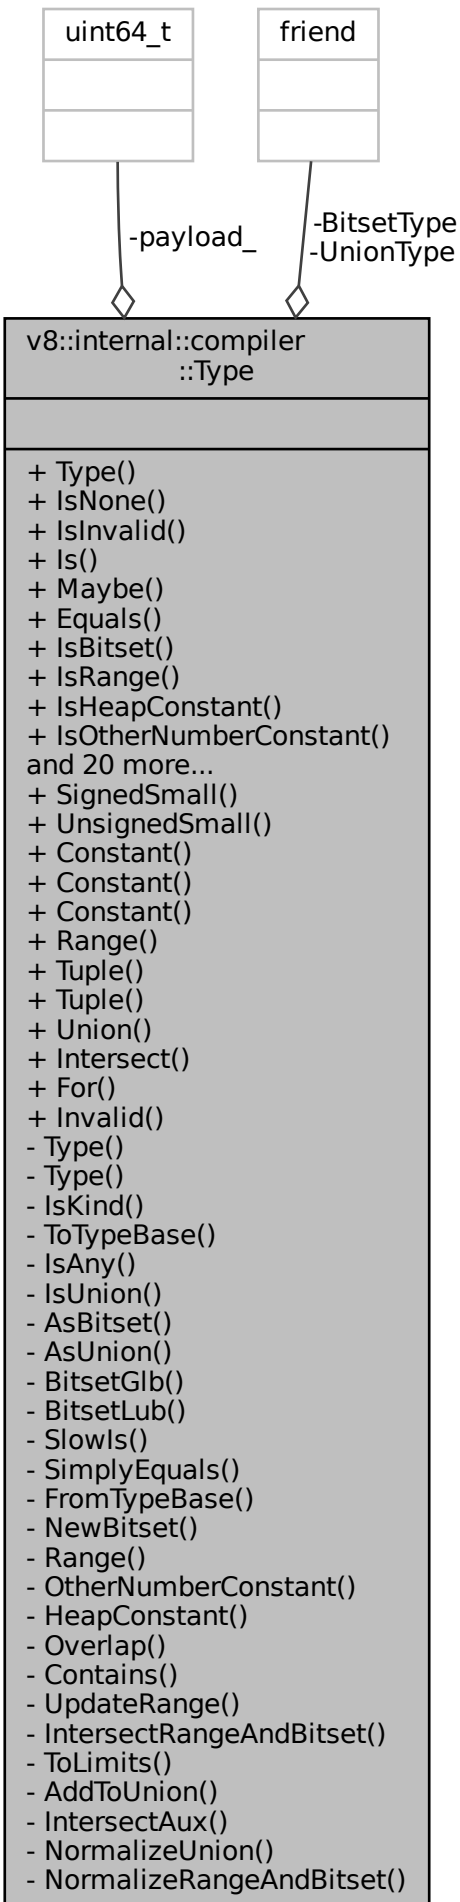 uint64_t
friend
-payload_
-BitsetType
-UnionType
v8::internal::compiler
::Type
+ Type()
+ IsNone()
+ IsInvalid()
+ Is()
+ Maybe()
+ Equals()
+ IsBitset()
+ IsRange()
+ IsHeapConstant()
+ IsOtherNumberConstant()
and 20 more...
+ SignedSmall()
+ UnsignedSmall()
+ Constant()
+ Constant()
+ Constant()
+ Range()
+ Tuple()
+ Tuple()
+ Union()
+ Intersect()
+ For()
+ Invalid()
- Type()
- Type()
- IsKind()
- ToTypeBase()
- IsAny()
- IsUnion()
- AsBitset()
- AsUnion()
- BitsetGlb()
- BitsetLub()
- SlowIs()
- SimplyEquals()
- FromTypeBase()
- NewBitset()
- Range()
- OtherNumberConstant()
- HeapConstant()
- Overlap()
- Contains()
- UpdateRange()
- IntersectRangeAndBitset()
- ToLimits()
- AddToUnion()
- IntersectAux()
- NormalizeUnion()
- NormalizeRangeAndBitset()